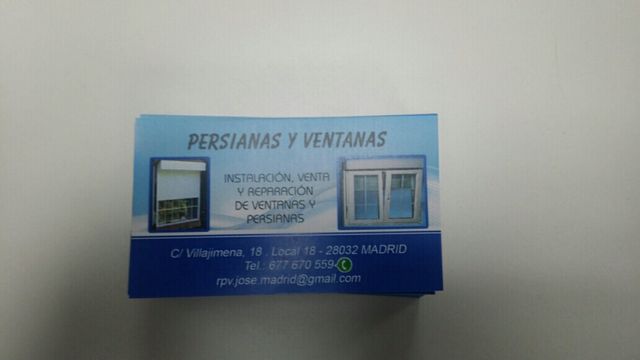 PERSIANAS Y VENTANAS
INSTALACIÓN, VENTA
Y REPARACIÓN
DE VENTANAS Y
PERSIANAS
C/ Villajimena, 18 . Local 18 - 28032 MADRID
Tel.: 677 670 559-
rpv.jose.madrid@gmail.com